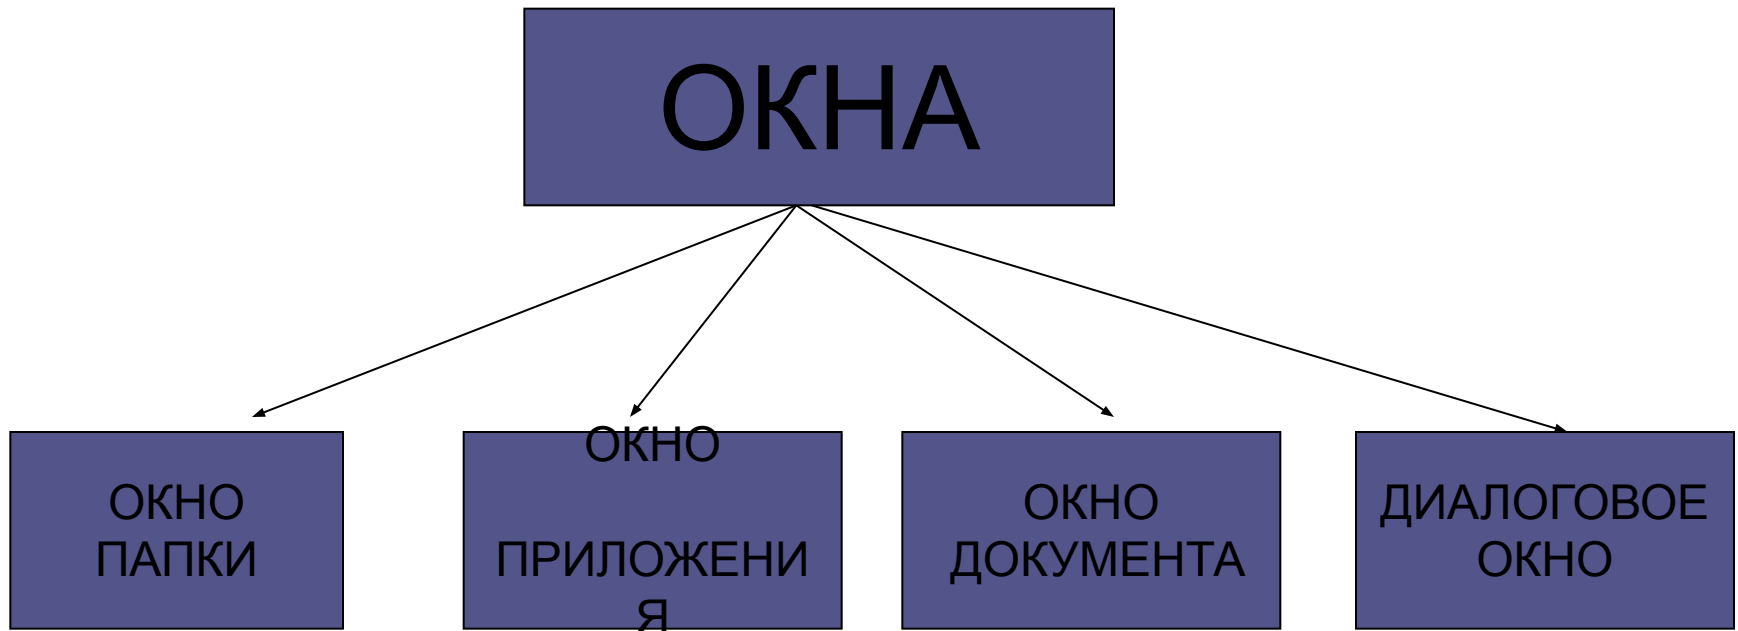 ОКНА
ОКНО
ПАПКИ
ОКНО
ПРИЛОЖЕНИ
Я
ОКНО
ДОКУМЕНТА
ДИАЛОГОВОЕ
ОКНО